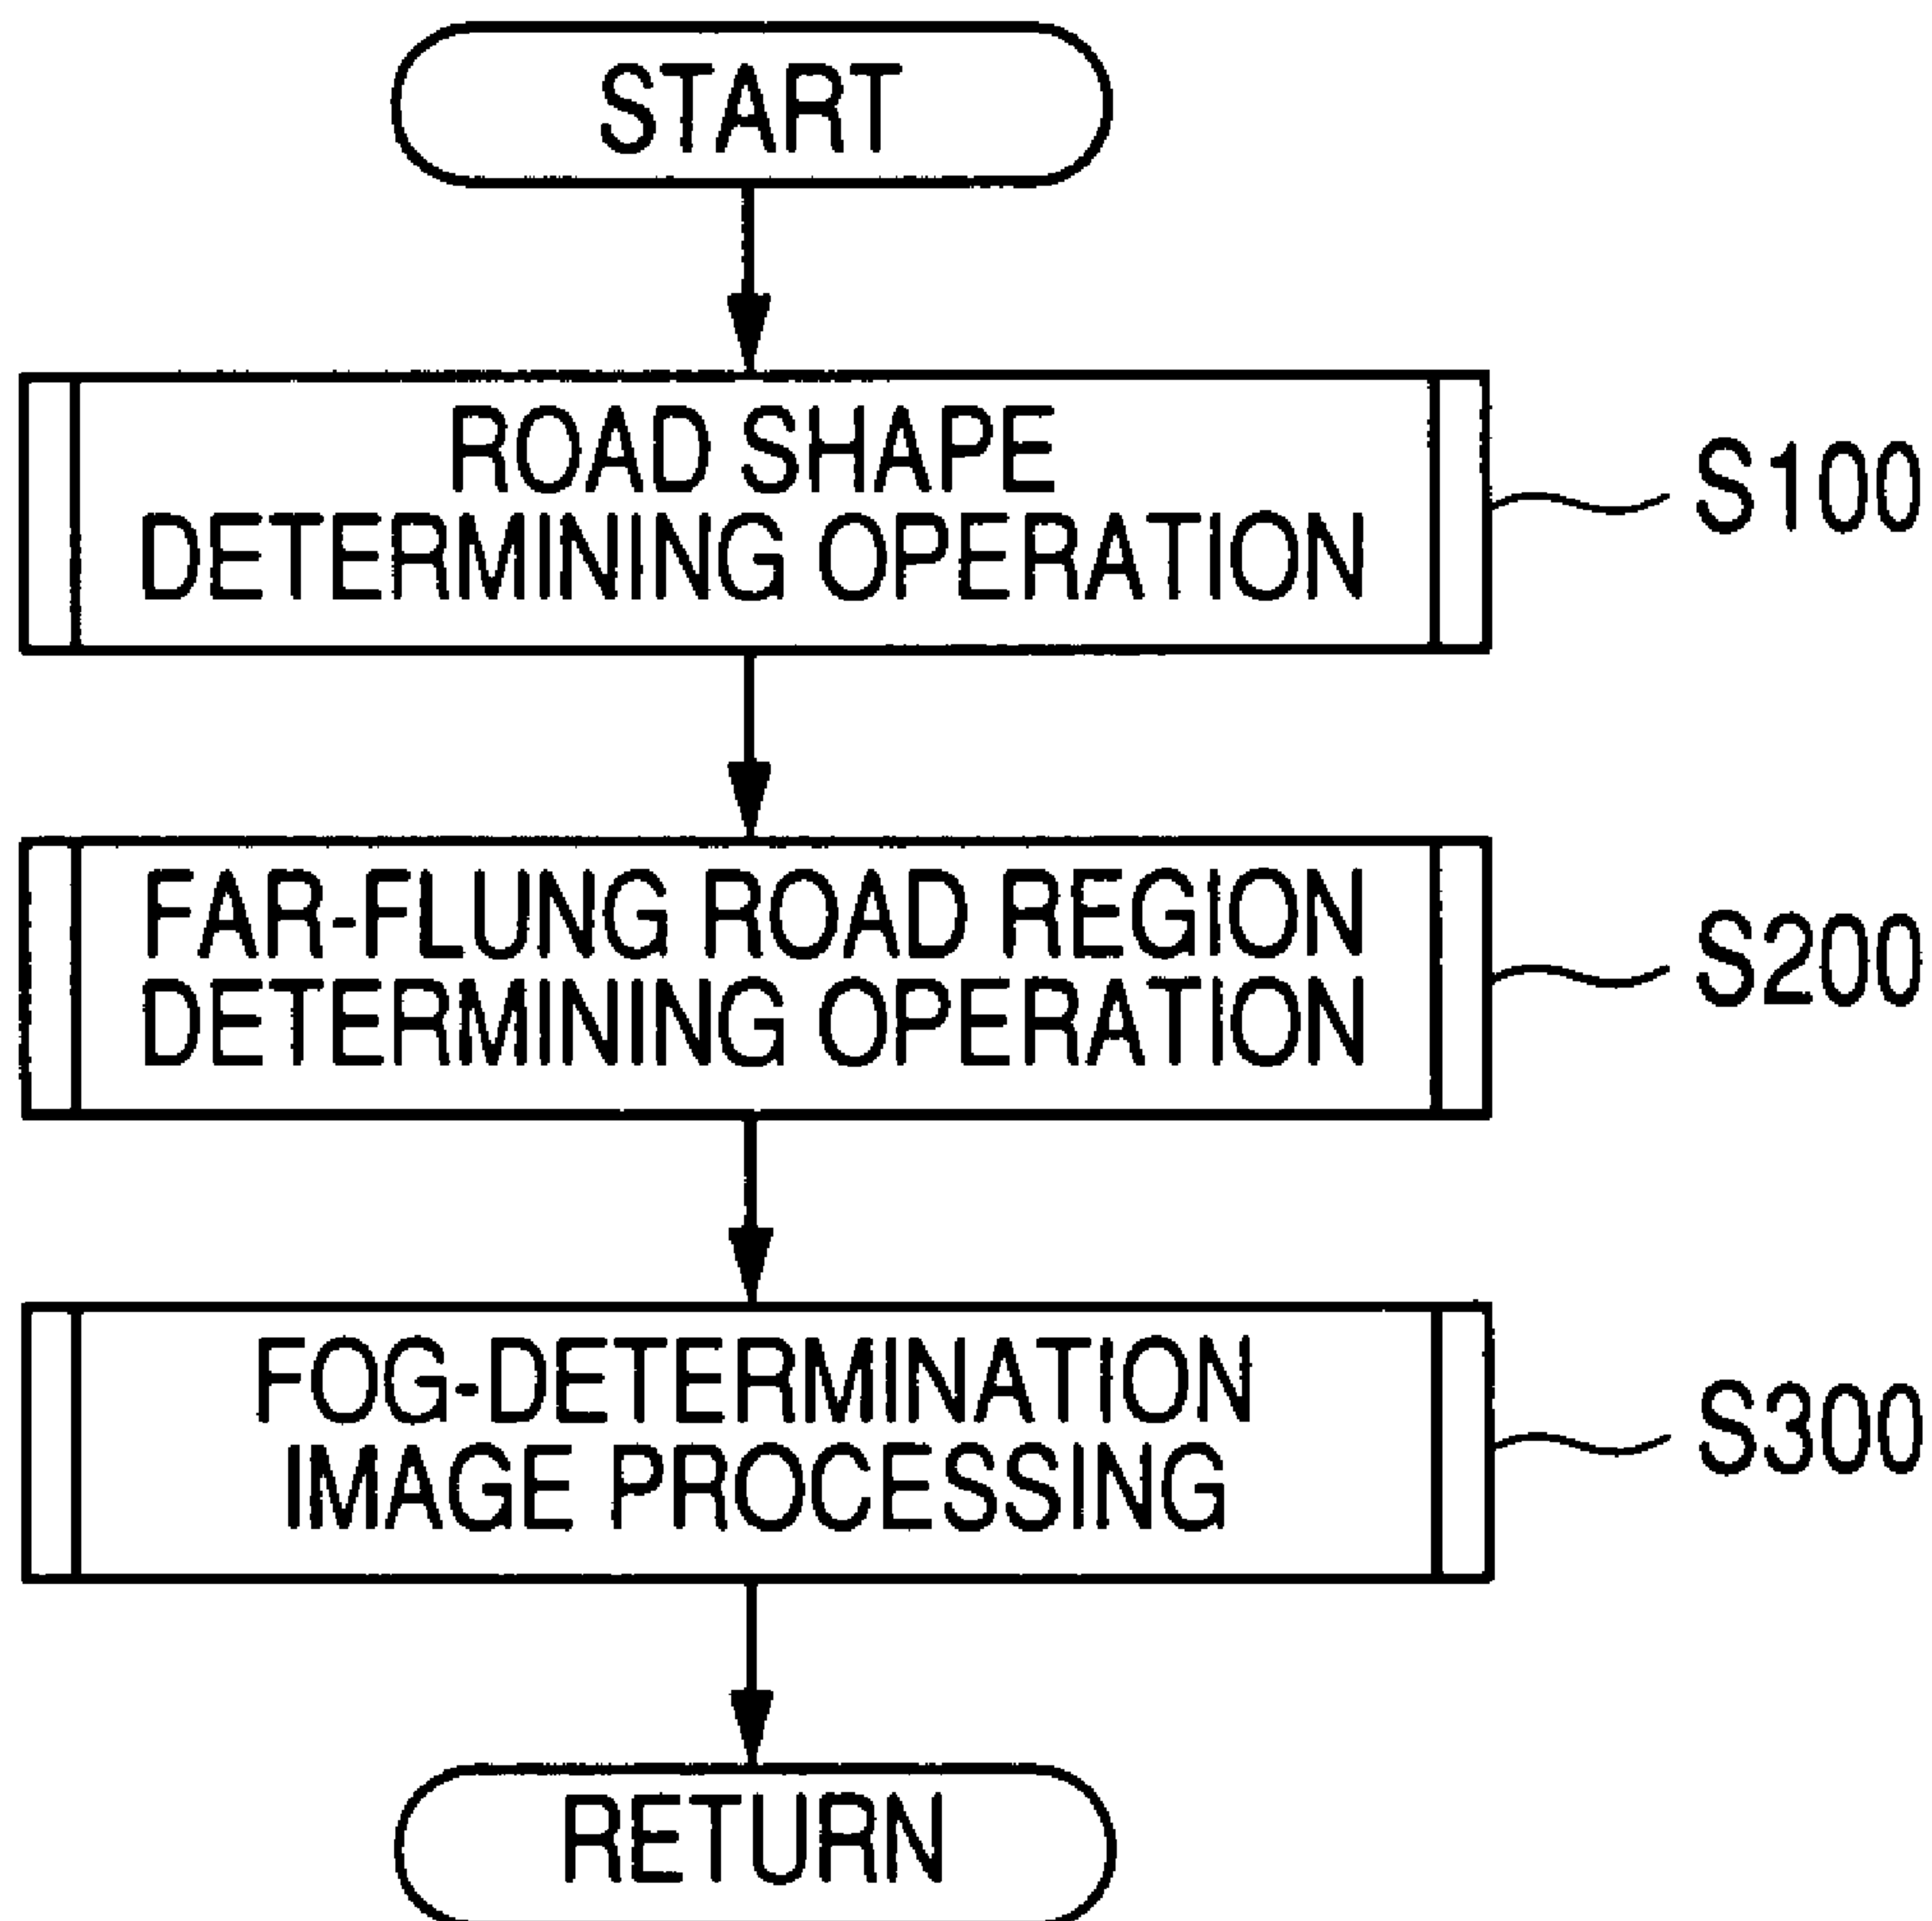 START
ROAD SHAPE
DETERMINING OPERATION
S100
FAR-FLUNG ROAD REGION
DETERMINING OPERATION
S200
FOG-DETERMINATION
IMAGE PROCESSING
S300
RETURN